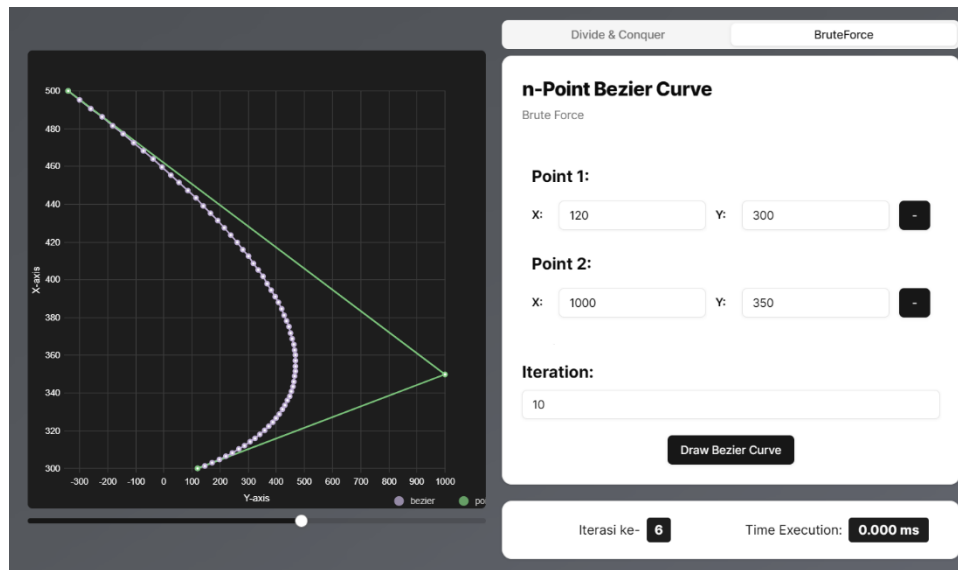 Divide & Conquer
BruteForce
n-Point Bezier Curve
Brute Force
Point 1:
X: 120 Y: 300 -
Point 2:
X: 1000 Y: 350 -
Iteration:
10
Draw Bezier Curve
Iterasi ke- 6 Time Execution: 0.000 ms
500
480
460
440
420
400
380
360
340
320
300
X-axis
-300 -200 -100 0 100 200 300 400 500 600 700 800 900 1000
Y-axis
bezier po